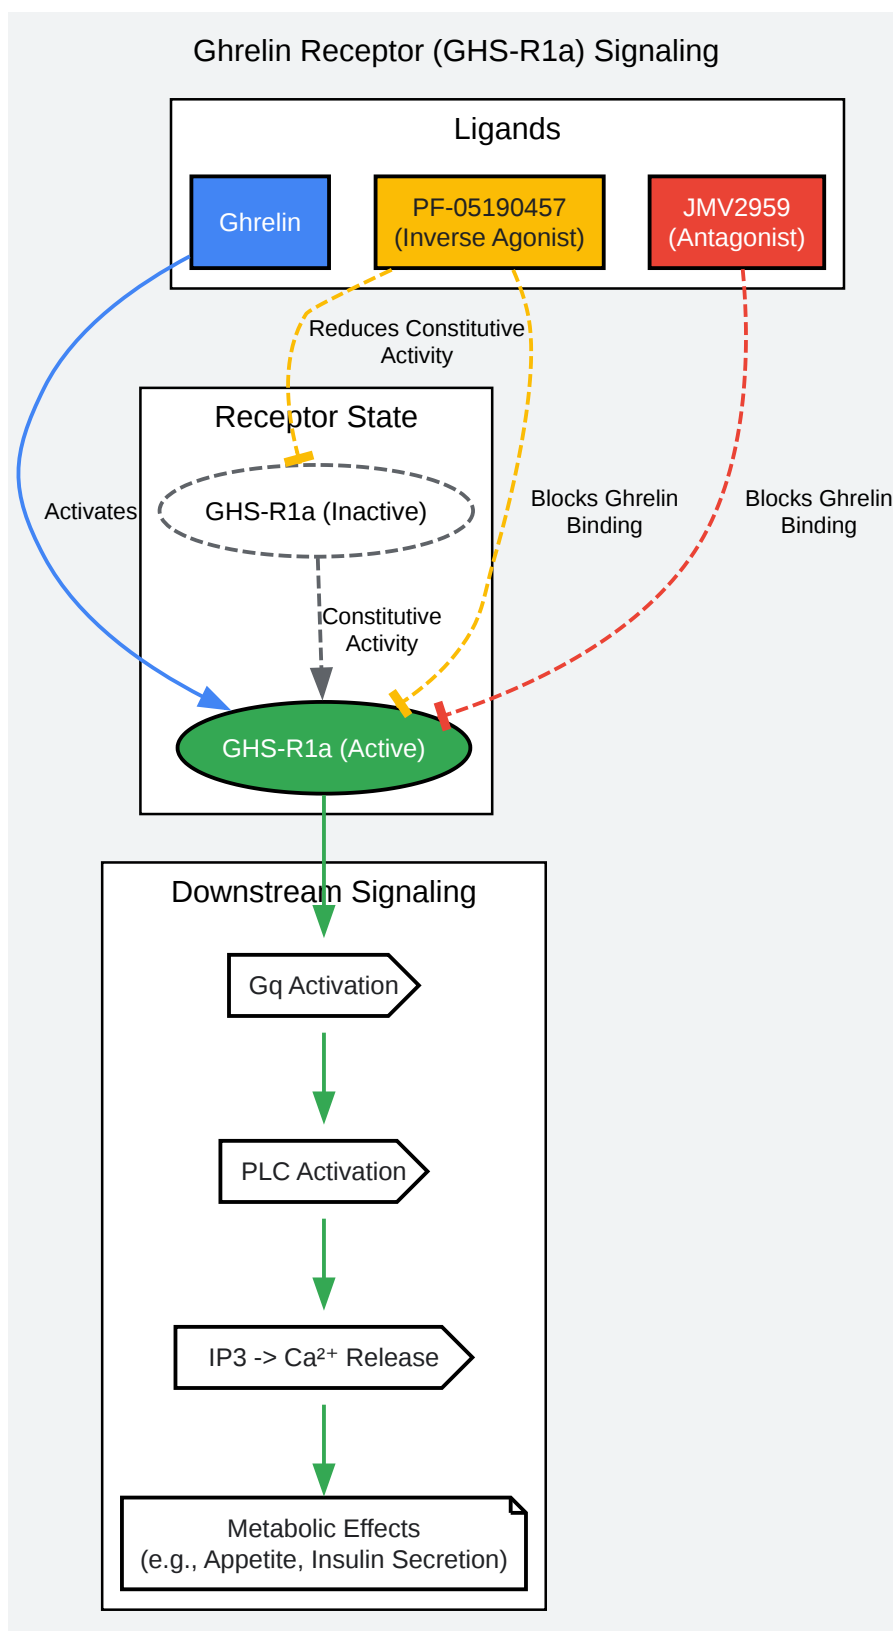 Ghrelin Receptor (GHS-R1a) Signaling
Ligands
Ghrelin
PF-05190457
(Inverse Agonist)
JMV2959
(Antagonist)
Reduces Constitutive
Activity
Receptor State
Activates
GHS-R1a (Inactive)
Blocks Ghrelin
Binding
Blocks Ghrelin
Binding
Constitutive
Activity
GHS-R1a (Active)
Downstream Signaling
Gq Activation
PLC Activation
IP3 -> Ca²⁺ Release
Metabolic Effects
(e.g., Appetite, Insulin Secretion)